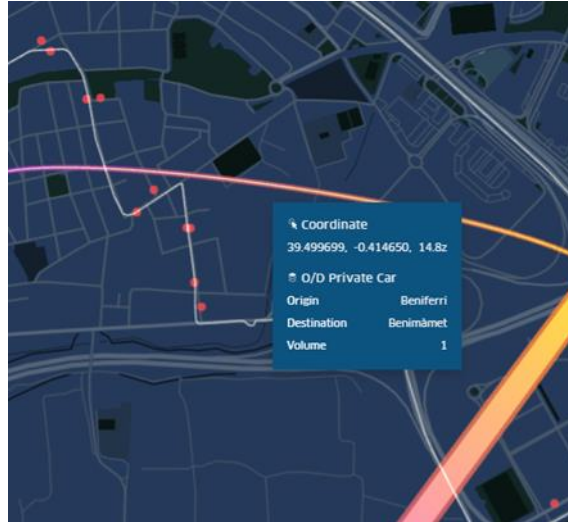 Coordinate
39.499699, -0.414650, 14.8z
O/D Private Car
Origin Beniferri
Destination Benimàmet
Volume 1